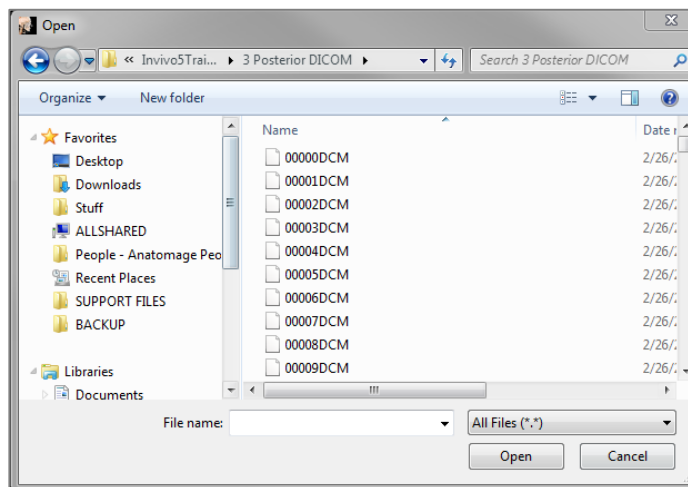 Open
« Invivo5Trai... ▸ 3 Posterior DICOM ▸
Search 3 Posterior DICOM
Organize
New folder
Name
Date
Favorites
Desktop
Downloads
Stuff
ALLSHARED
People - Anatomage Peo
Recent Places
SUPPORT FILES
BACKUP
Libraries
Documents
00000DCM 2/26/
00001DCM 2/26/
00002DCM 2/26/
00003DCM 2/26/
00004DCM 2/26/
00005DCM 2/26/
00006DCM 2/26/
00007DCM 2/26/
00008DCM 2/26/
00009DCM 2/26/
File name:
All Files (*.*)
Open
Cancel